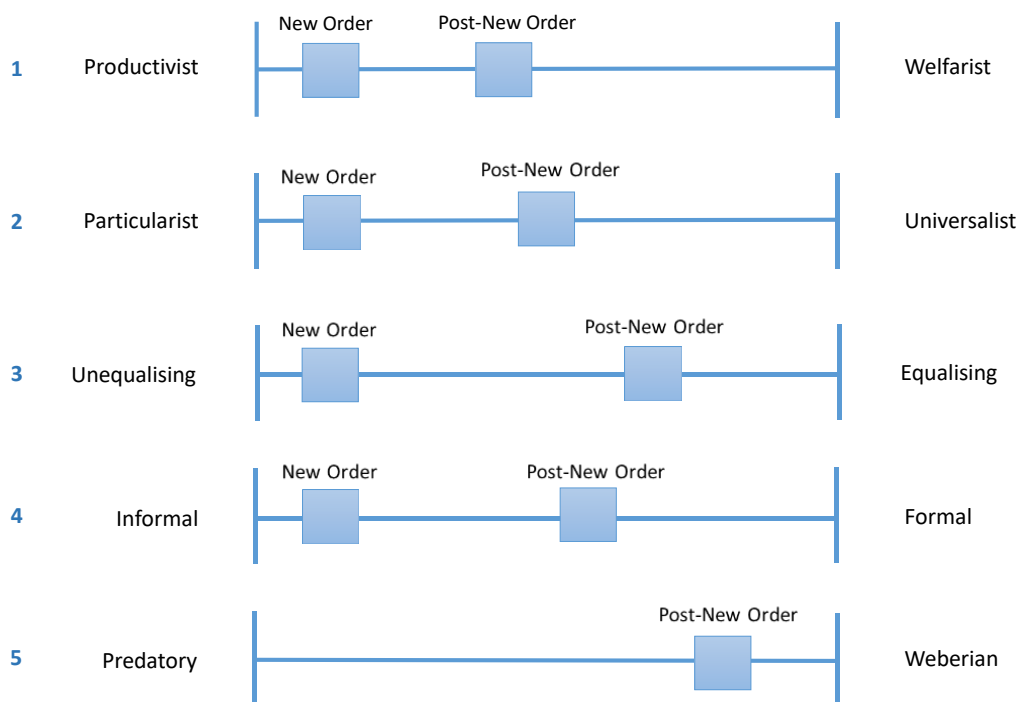 New Order Post-New Order
1 Productivist Welfarist
New Order Post-New Order
2 Particularist Universalist
New Order Post-New Order
3 Unequalising Equalising
New Order Post-New Order
4 Informal Formal
Post-New Order
5 Predatory Weberian